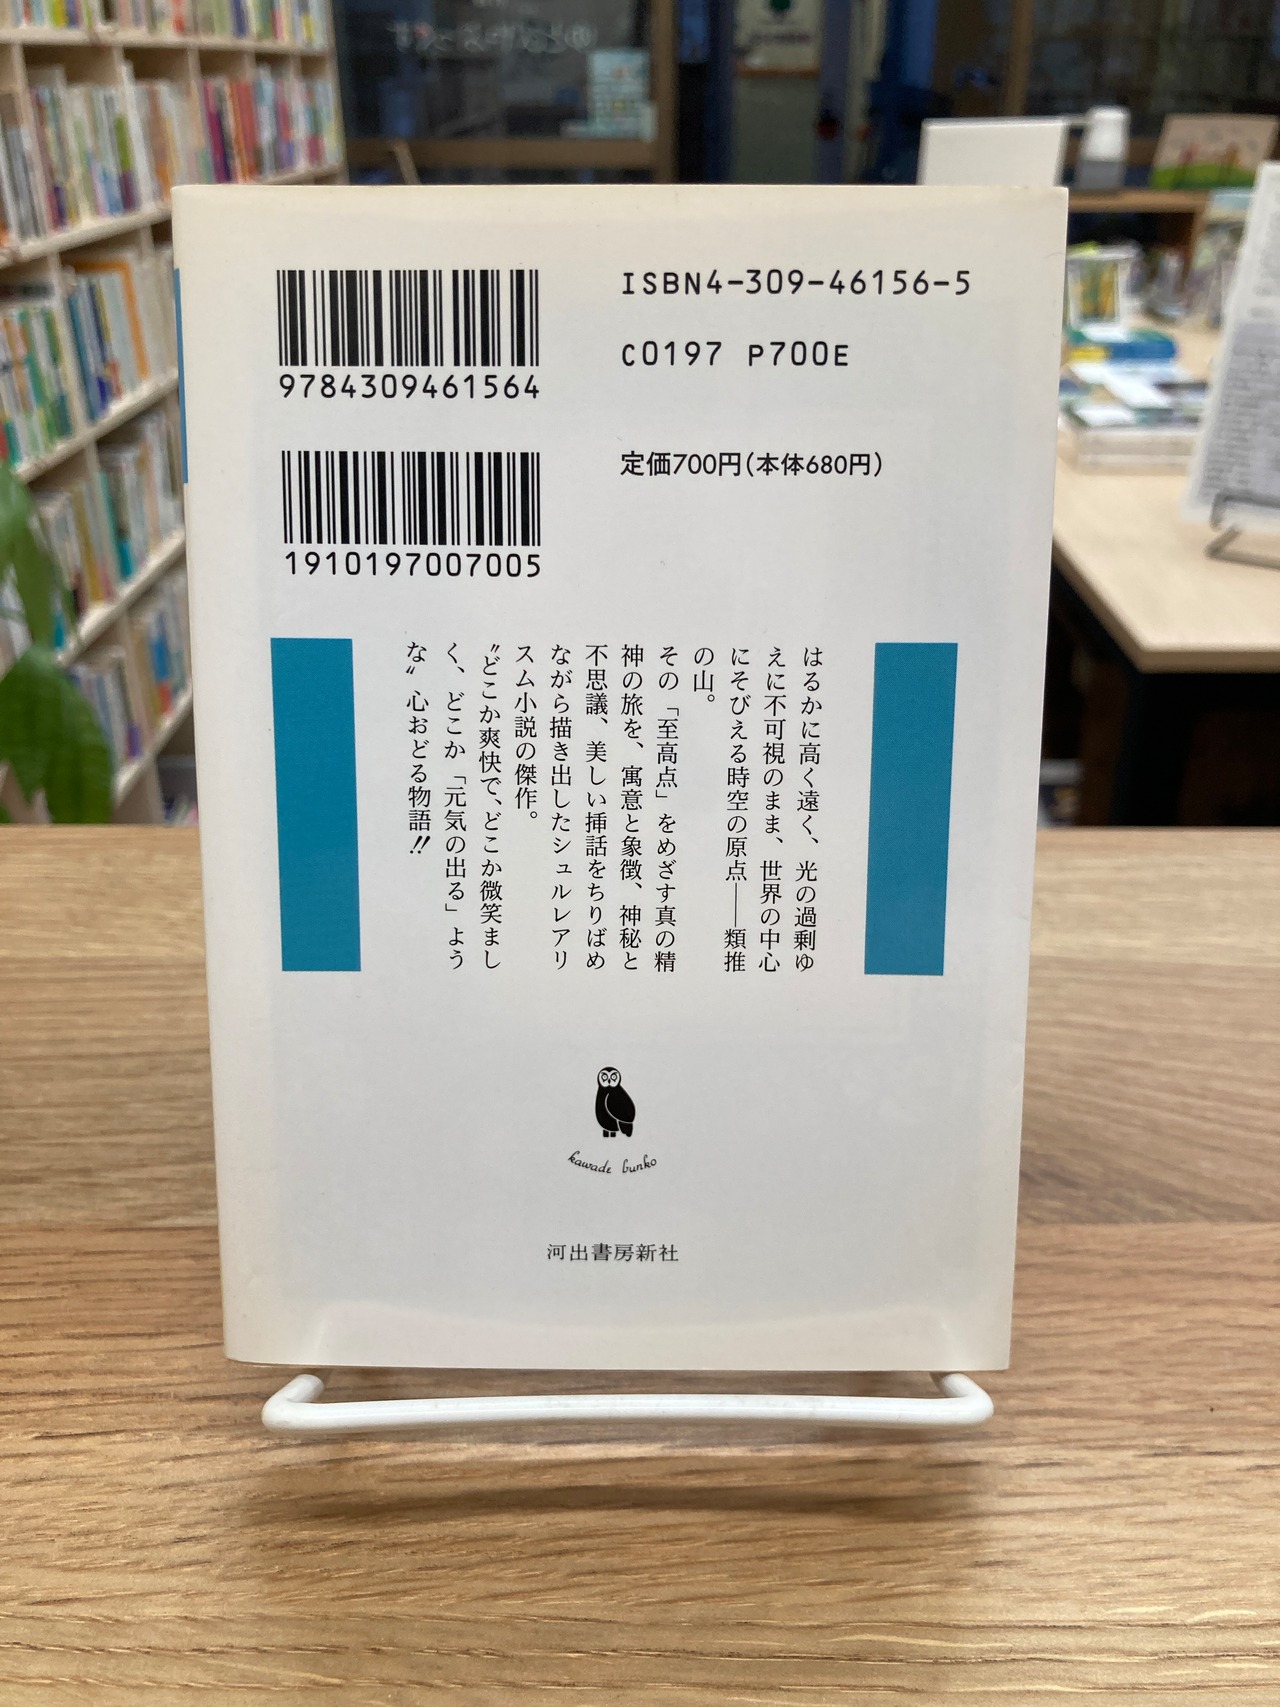 ISBN4-309-46156-5
C0197 P700E
9784309461564
定価700円(本体680円)
1910197007005
はるかに高く遠く、光の過剰ゆ
えに不可視のまま、世界の中心
にそびえる時空の原点——類推
の山。
その「至高点」をめざす真の精
神の旅を、寓意と象徴、神秘と
不思議、美しい挿話をちりばめ
ながら描き出したシュルレアリ
スム小説の傑作。
〝どこか爽快で、どこか微笑まし
く、どこか「元気の出る」よう
な〟心おどる物語!!
kawade bunko
河出書房新社